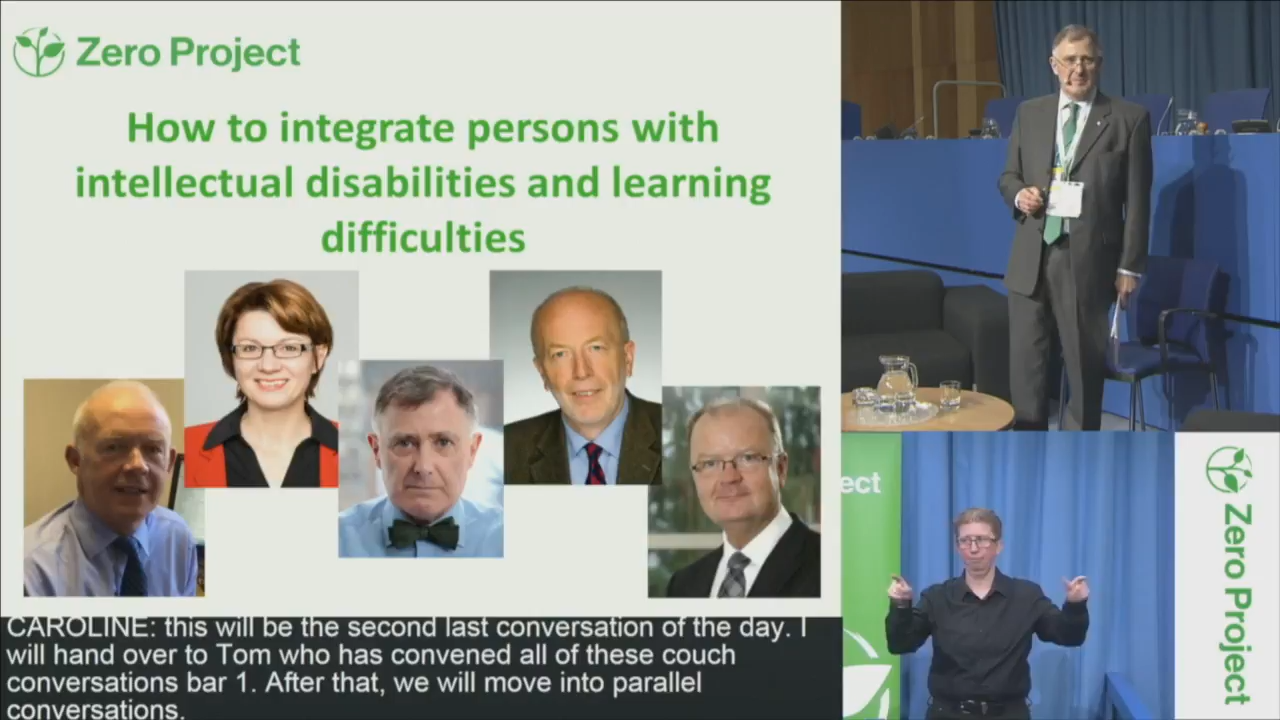 Zero Project
How to integrate persons with
intellectual disabilities and learning
difficulties
CAROLINE: this will be the second last conversation of the day. I
will hand over to Tom who has convened all of these couch
conversations bar 1. After that, we will move into parallel
conversations.
ect
Zero Project